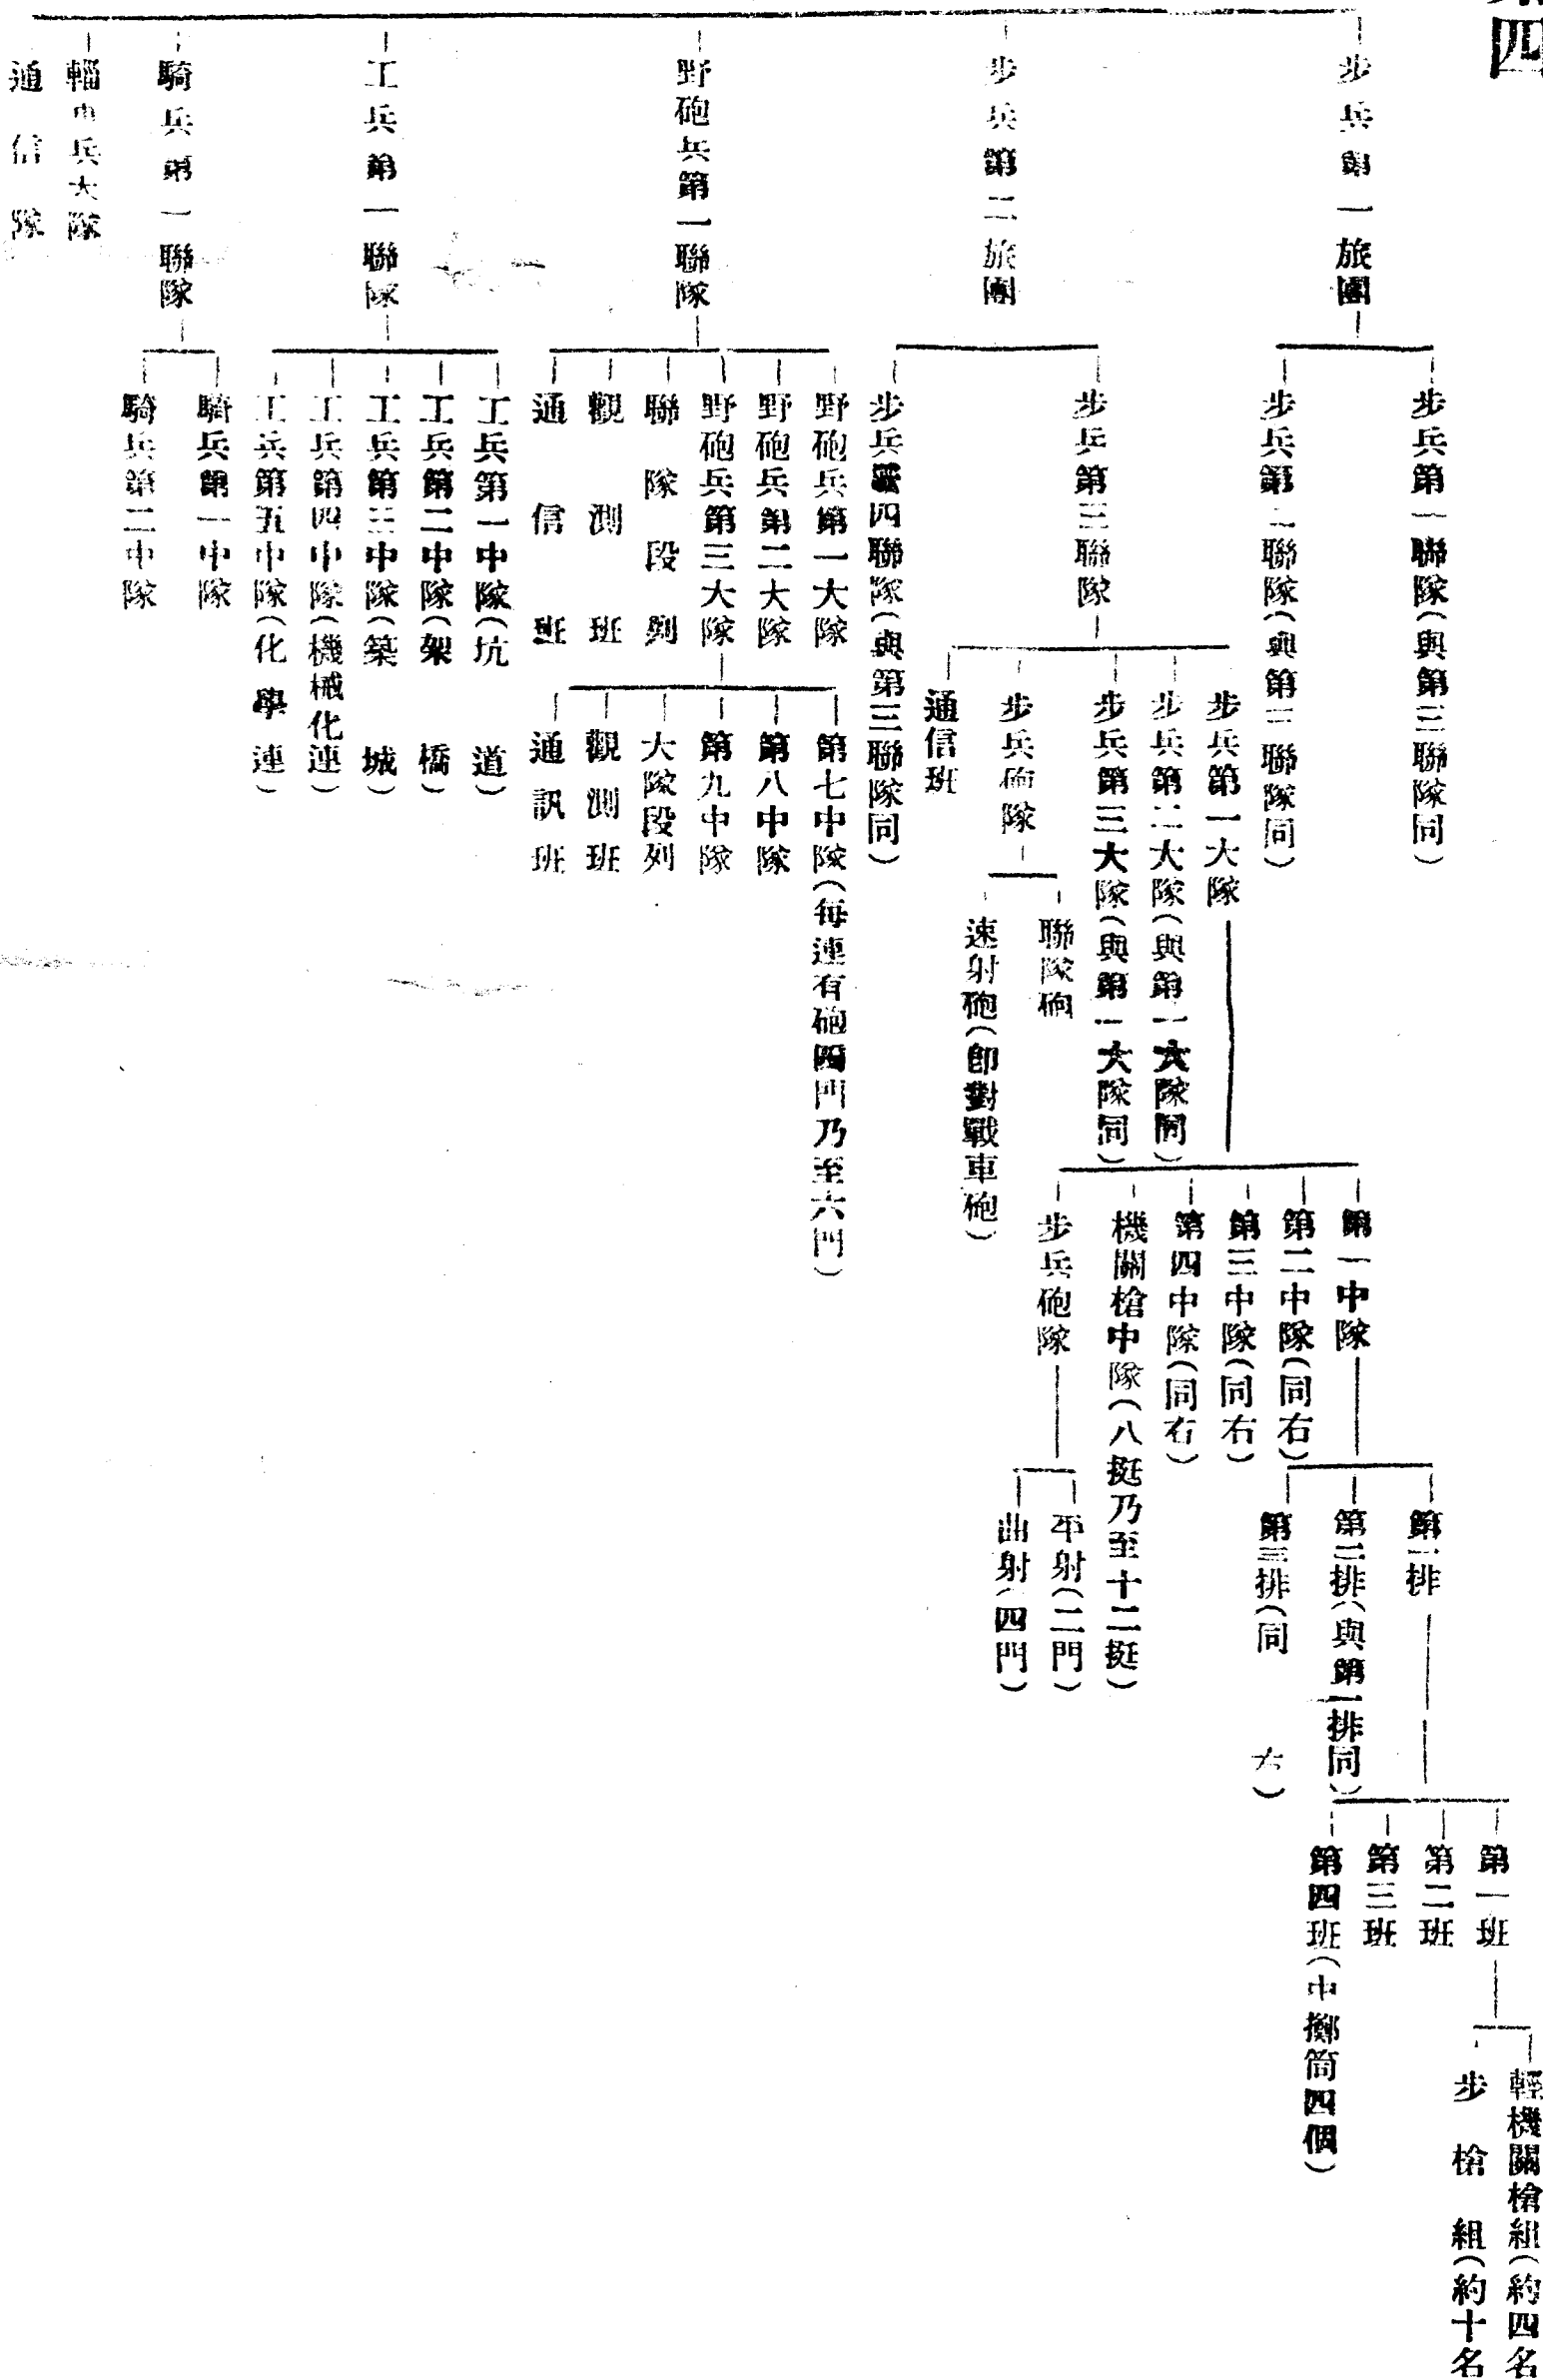 四
步兵第一旅團
步兵第一聯隊(與第三聯隊同)
步兵第二聯隊(與第三聯隊同)
步兵第二旅團
步兵第三聯隊
步兵第一大隊
第一中隊
第一排
第一班
輕機關槍組(約四名
步槍組(約十名
第二班
第三班
第四班(中擲筒四個)
第二排(與第一排同)
第三排(同 右)
第二中隊(同右)
第三中隊(同右)
第四中隊(同右)
機關槍中隊(八挺乃至十二挺)
步兵砲隊
平射(二門)
曲射(四門)
步兵第二大隊(與第一大隊同)
步兵第三大隊(與第一大隊同)
步兵砲隊
聯隊砲
速射砲(即對戰車砲)
通信班
步兵第四聯隊(與第三聯隊同)
野砲兵第一聯隊
野砲兵第一大隊
野砲兵第二大隊
野砲兵第三大隊
第七中隊(每連有砲四門乃至六門)
第八中隊
第九中隊
大隊段列
觀測班
通訊班
聯隊段列
觀測班
通信班
工兵第一聯隊
工兵第一中隊(坑道)
工兵第二中隊(架橋)
工兵第三中隊(築城)
工兵第四中隊(機械化連)
工兵第五中隊(化學連)
騎兵第一聯隊
騎兵第一中隊
騎兵第二中隊
輜重兵大隊
通信隊